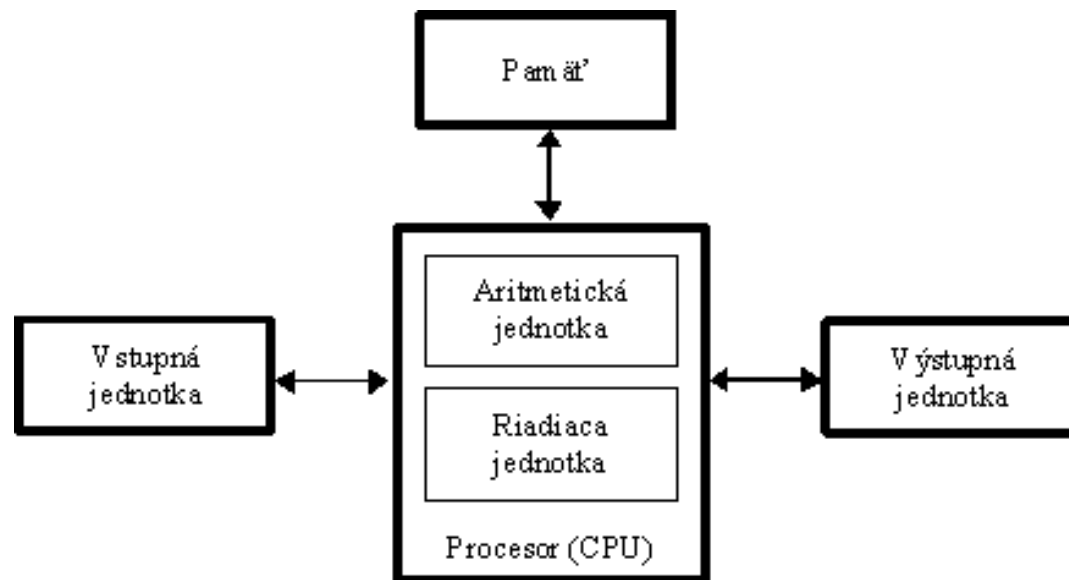 Pamäť
Aritmetická
jednotka
Vstupná
jednotka
Výstupná
jednotka
Riadiaca
jednotka
Procesor (CPU)